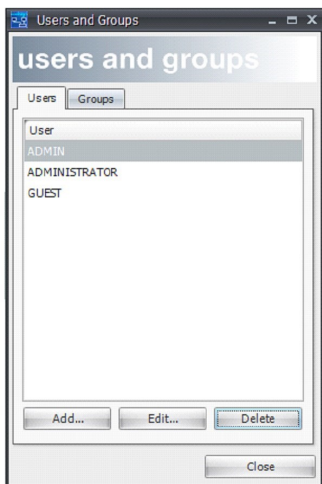 Users and Groups
users and groups
Users Groups
User
ADMIN
ADMINISTRATOR
GUEST
Add... Edit... Delete
Close